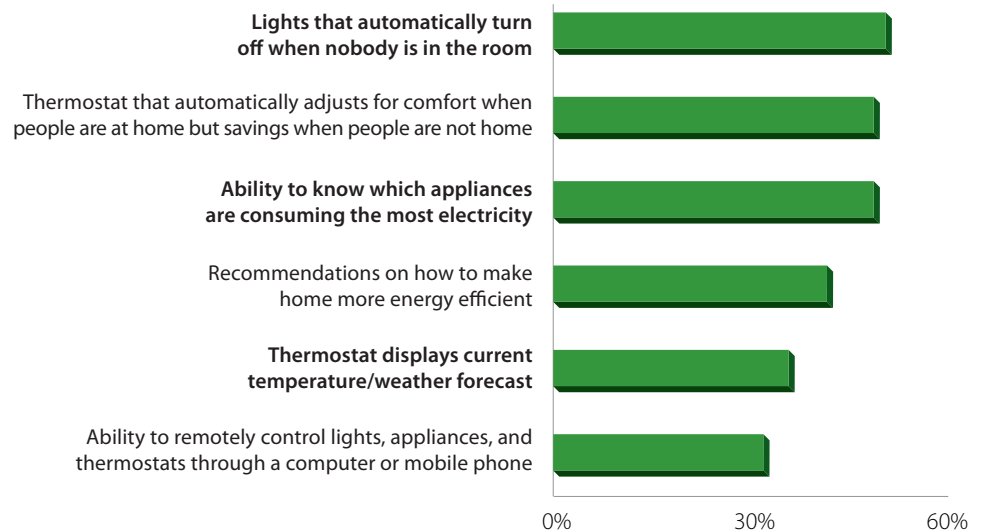 Lights that automatically turn
off when nobody is in the room
Thermostat that automatically adjusts for comfort when
people are at home but savings when people are not home
Ability to know which appliances
are consuming the most electricity
Recommendations on how to make
home more energy efficient
Thermostat displays current
temperature/weather forecast
Ability to remotely control lights, appliances, and
thermostats through a computer or mobile phone
0% 30% 60%